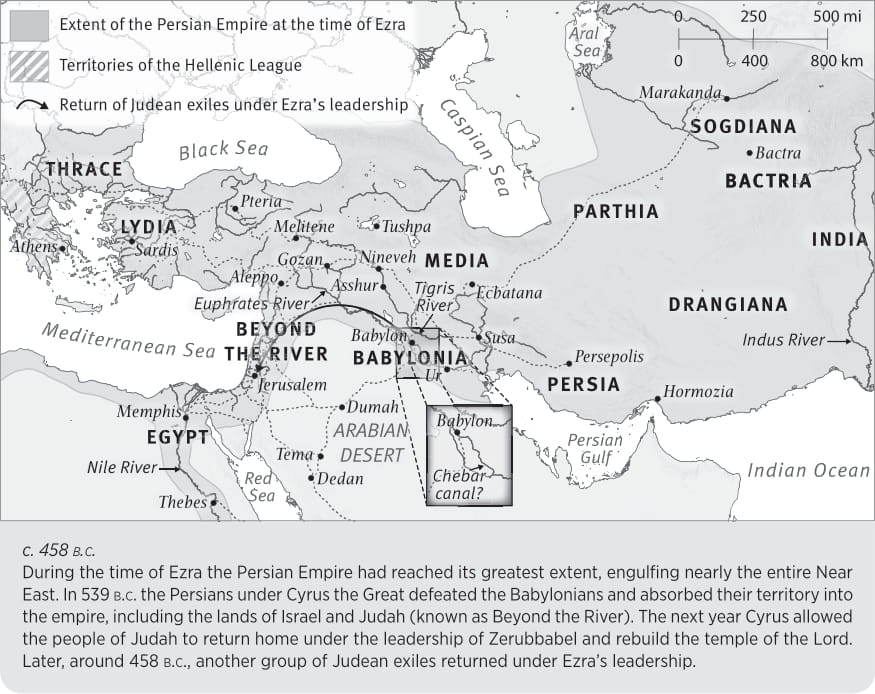 Extent of the Persian Empire at the time of Ezra
Territories of the Hellenic League
Return of Judean exiles under Ezra's leadership
0 250 500 mi
0 400 800 km
Aral
Sea
Marakanda
SOGDIANA
Bactra
BACTRIA
Caspian Sea
Black Sea
THRACE
PARTHIA
Pteria
LYDIA
Melitene
Tushpa
INDIA
Athens
Sardis
Gozan
Nineveh
MEDIA
Aleppo
Asshur
Tigris
River
Ecbatana
Euphrates River
DRANGIANA
Mediterranean Sea
BEYOND
THE RIVER
Babylon
Susa
Indus River
BABYLONIA
Persepolis
Ur
PERSIA
Jerusalem
Hormozia
Memphis
Dumah
EGYPT
ARABIAN
DESERT
Babylon
Persian
Gulf
Tema
Nile River
Red
Sea
Dedan
Chebar
canal?
Indian Ocean
Thebes
c. 458 B.C.
During the time of Ezra the Persian Empire had reached its greatest extent, engulfing nearly the entire Near
East. In 539 B.C. the Persians under Cyrus the Great defeated the Babylonians and absorbed their territory into
the empire, including the lands of Israel and Judah (known as Beyond the River). The next year Cyrus allowed
the people of Judah to return home under the leadership of Zerubbabel and rebuild the temple of the Lord.
Later, around 458 B.C., another group of Judean exiles returned under Ezra's leadership.